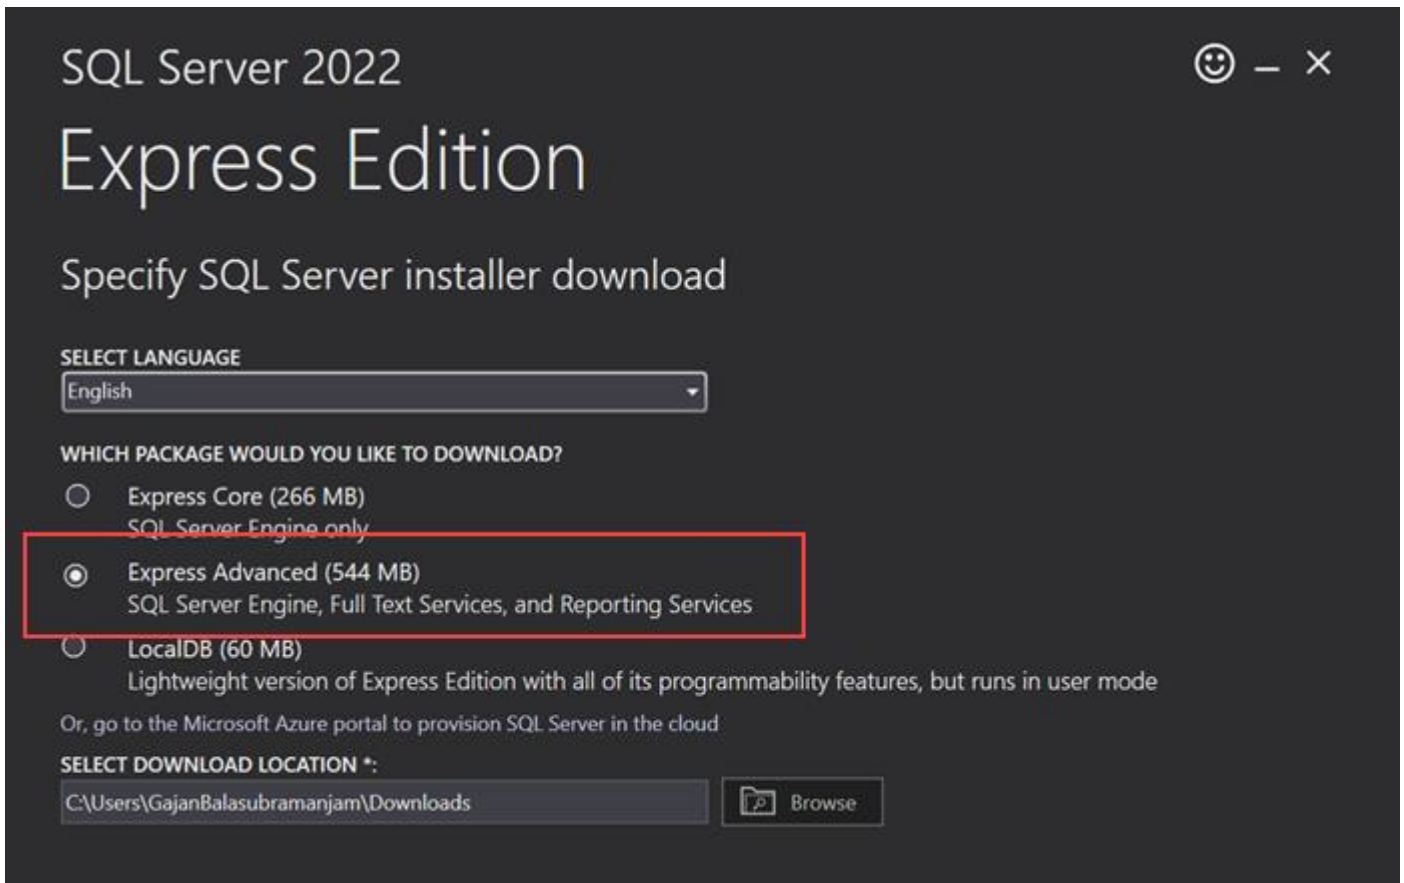 SQL Server 2022
Express Edition
Specify SQL Server installer download
SELECT LANGUAGE
English
WHICH PACKAGE WOULD YOU LIKE TO DOWNLOAD?
Express Core (266 MB)
SQL Server Engine only
Express Advanced (544 MB)
SQL Server Engine, Full Text Services, and Reporting Services
LocalDB (60 MB)
Lightweight version of Express Edition with all of its programmability features, but runs in user mode
Or, go to the Microsoft Azure portal to provision SQL Server in the cloud
SELECT DOWNLOAD LOCATION *:
C:\Users\GajanBalasubramanjam\Downloads
Browse